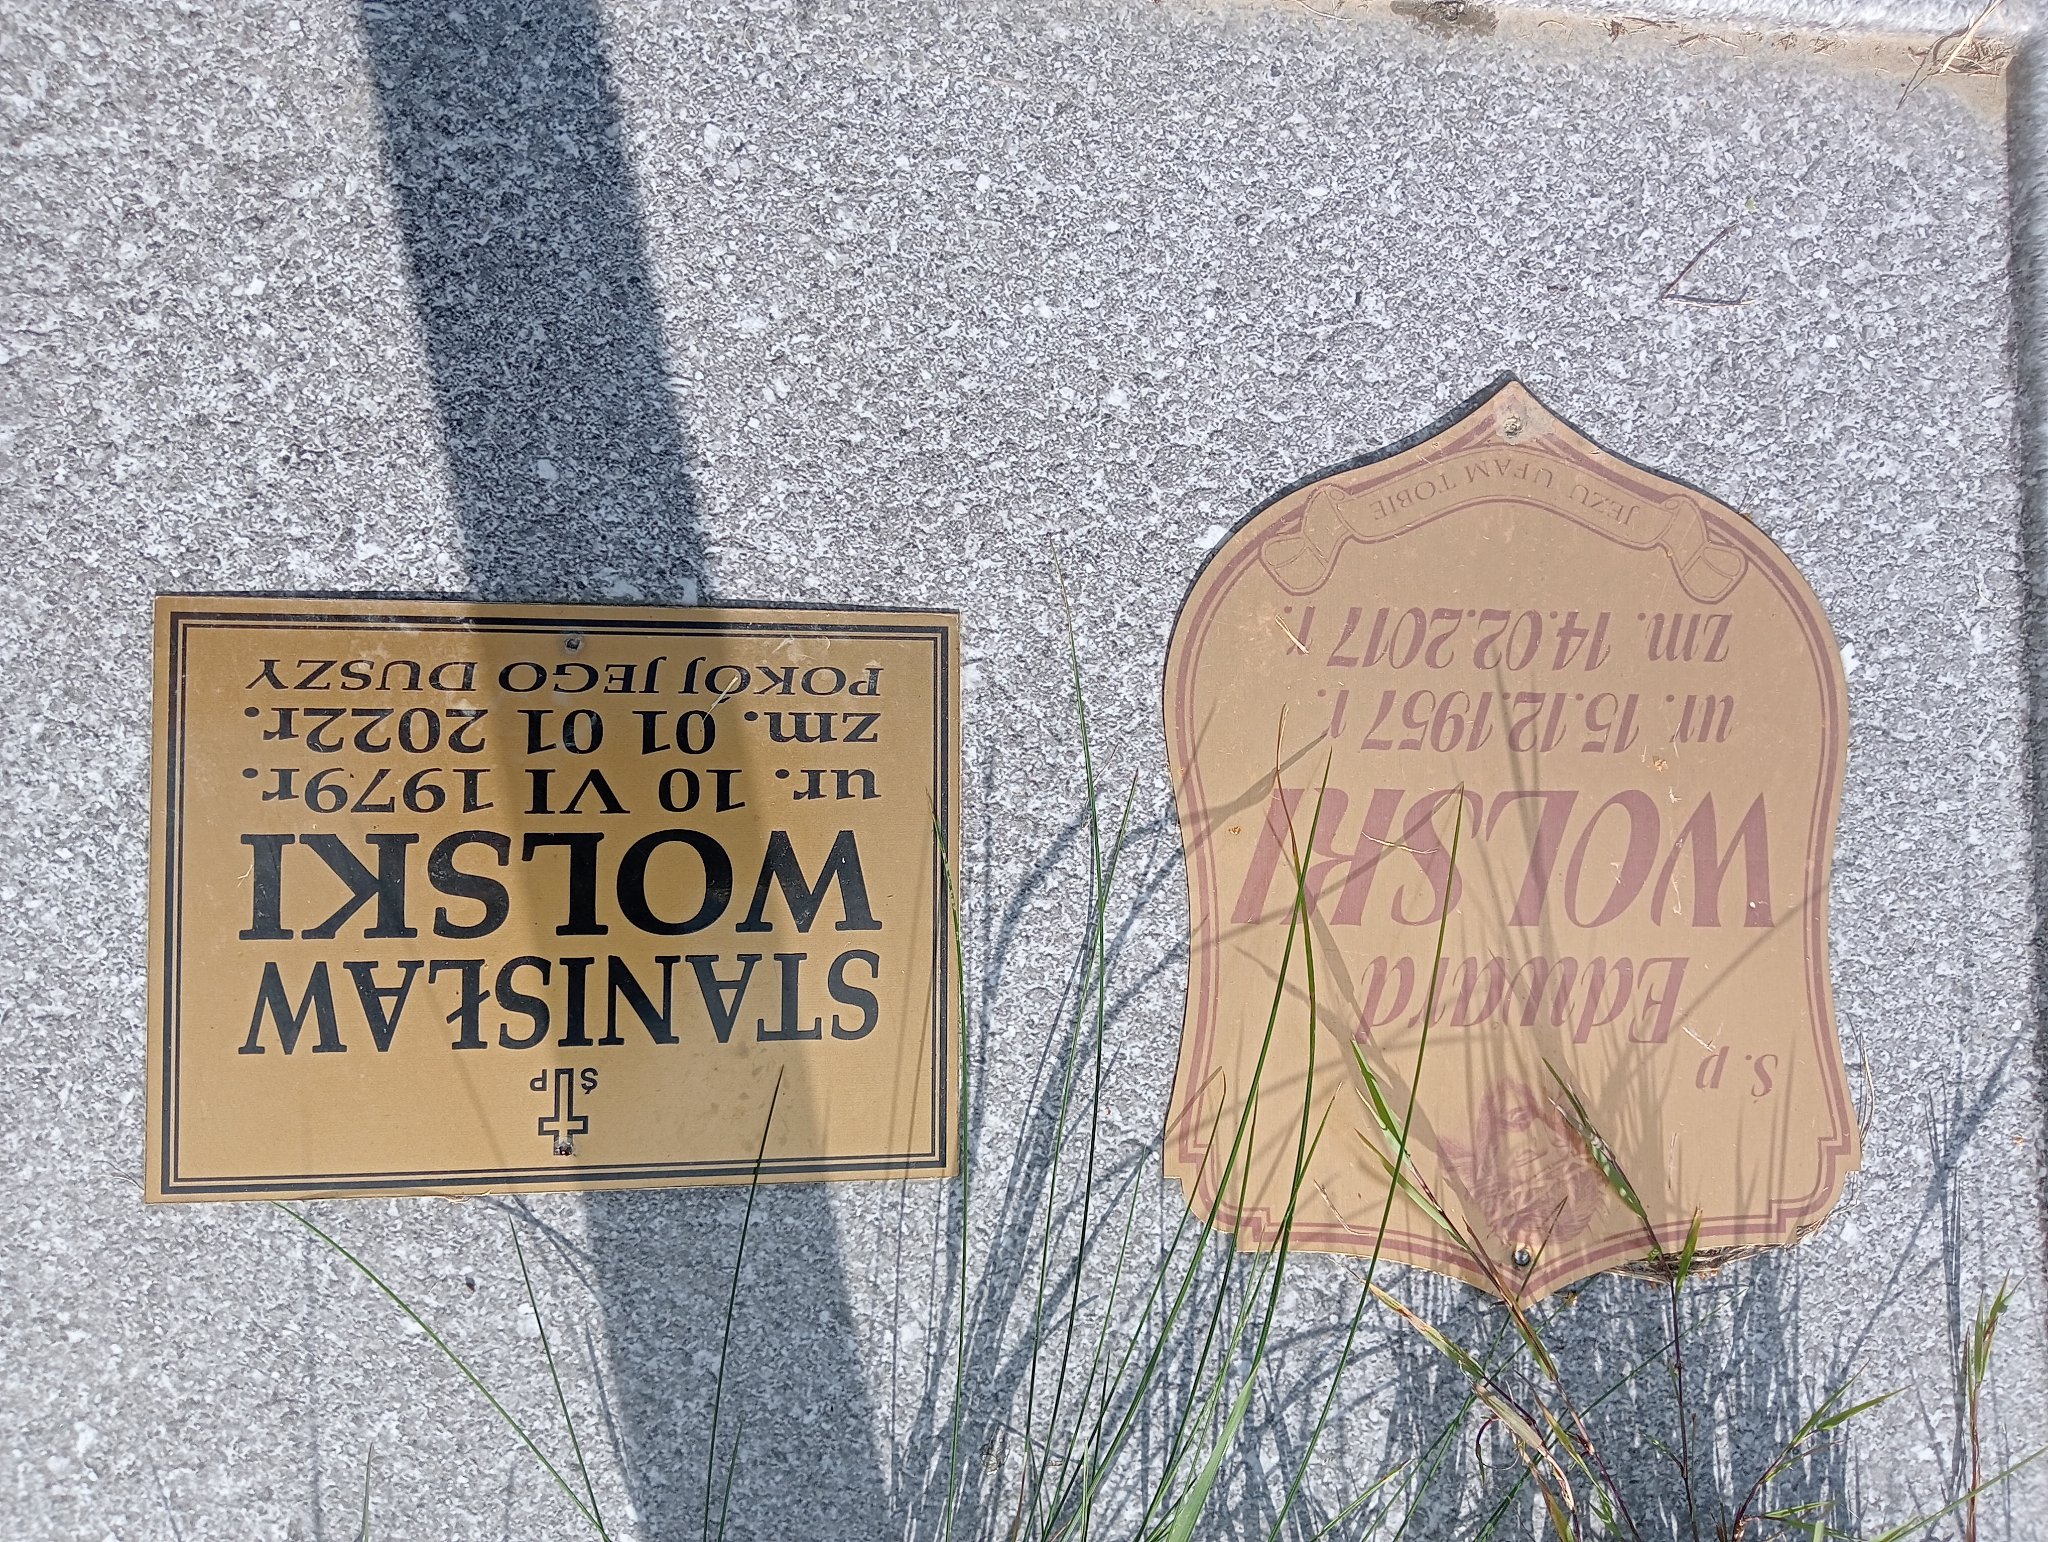 Ś P
STANISŁAW
WOLSKI
ur. 10 VI 1979r.
zm. 01 01 2022r.
POKÓJ JEGO DUSZY
Ś. P
Edward
WOLSKI
ur. 15.12.1957 r.
zm. 14.02.2017 r.
JEZU UFAM TOBIE